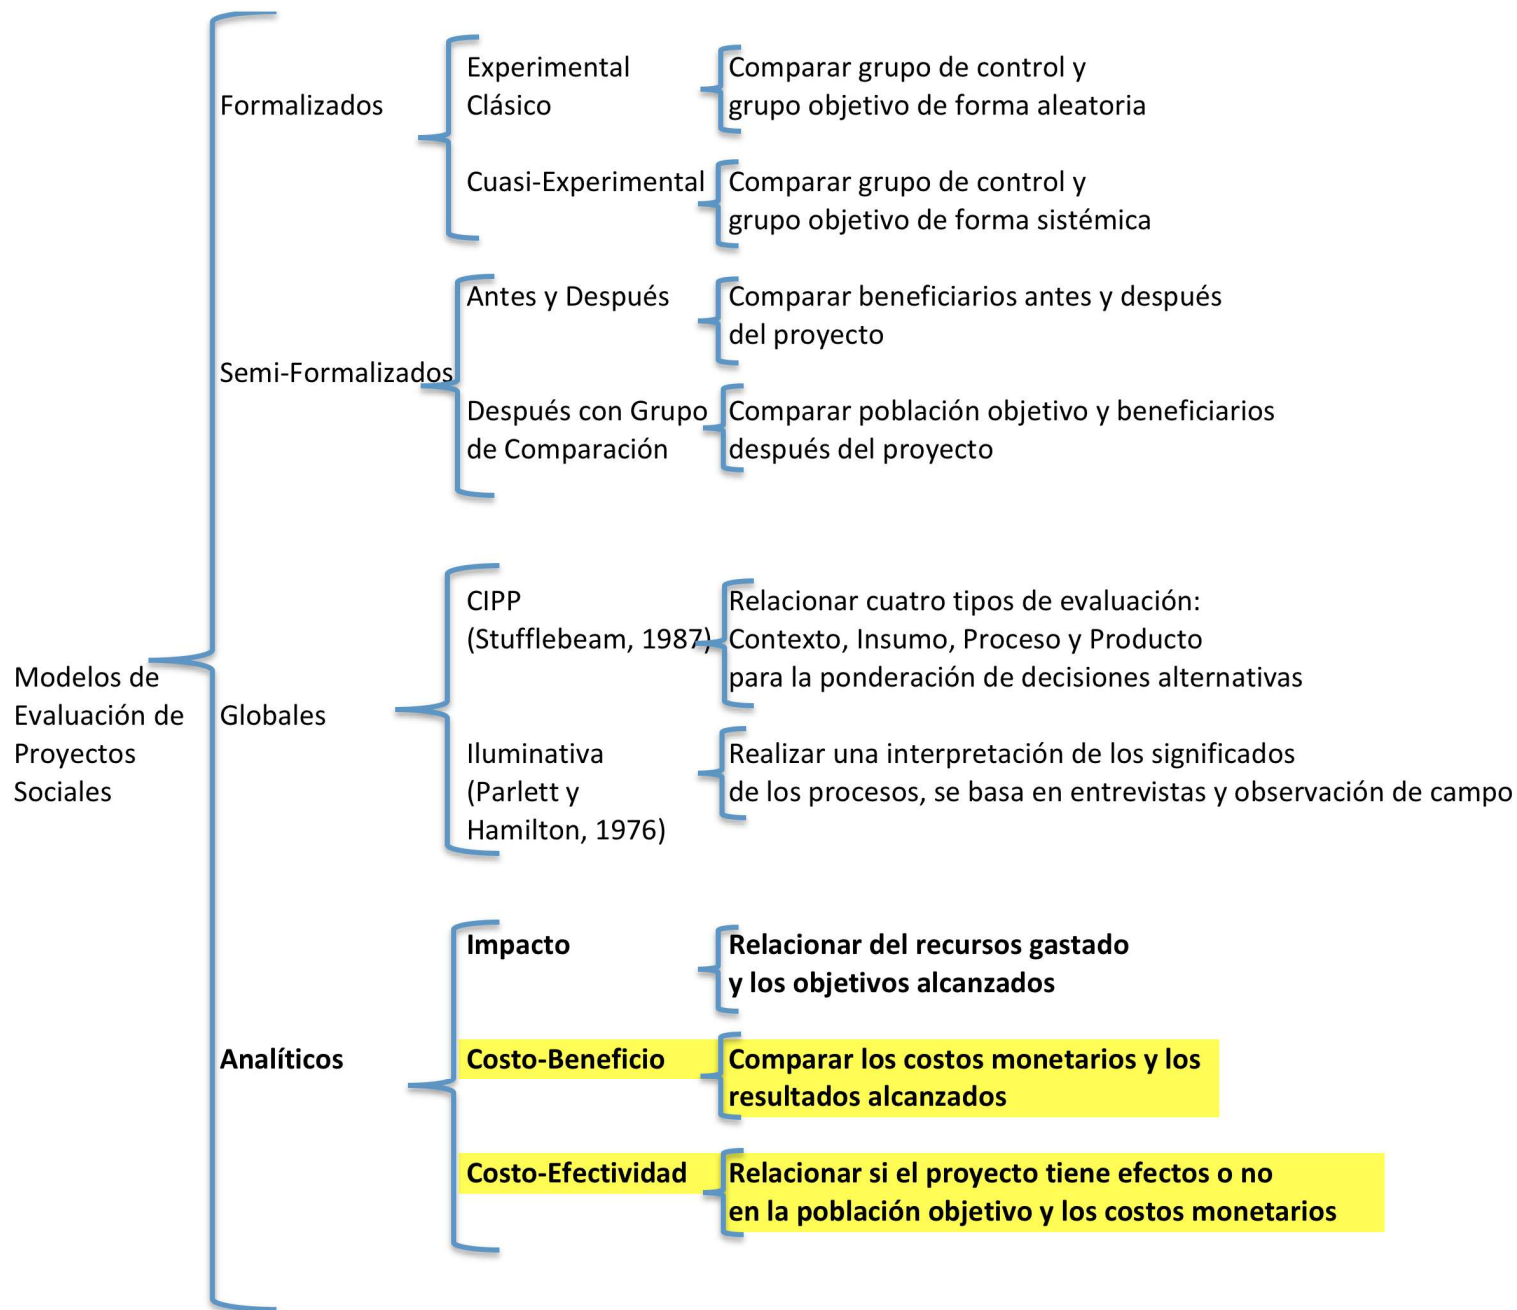 Modelos de
Evaluación de
Proyectos
Sociales
Formalizados
Experimental
Clásico
Comparar grupo de control y
grupo objetivo de forma aleatoria
Cuasi-Experimental
Comparar grupo de control y
grupo objetivo de forma sistémica
Semi-Formalizados
Antes y Después
Comparar beneficiarios antes y después
del proyecto
Después con Grupo
de Comparación
Comparar población objetivo y beneficiarios
después del proyecto
Globales
CIPP
(Stufflebeam, 1987)
Relacionar cuatro tipos de evaluación:
Contexto, Insumo, Proceso y Producto
para la ponderación de decisiones alternativas
Iluminativa
(Parlett y
Hamilton, 1976)
Realizar una interpretación de los significados
de los procesos, se basa en entrevistas y observación de campo
Analíticos
Impacto
Relacionar del recursos gastado
y los objetivos alcanzados
Costo-Beneficio
Comparar los costos monetarios y los
resultados alcanzados
Costo-Efectividad
Relacionar si el proyecto tiene efectos o no
en la población objetivo y los costos monetarios